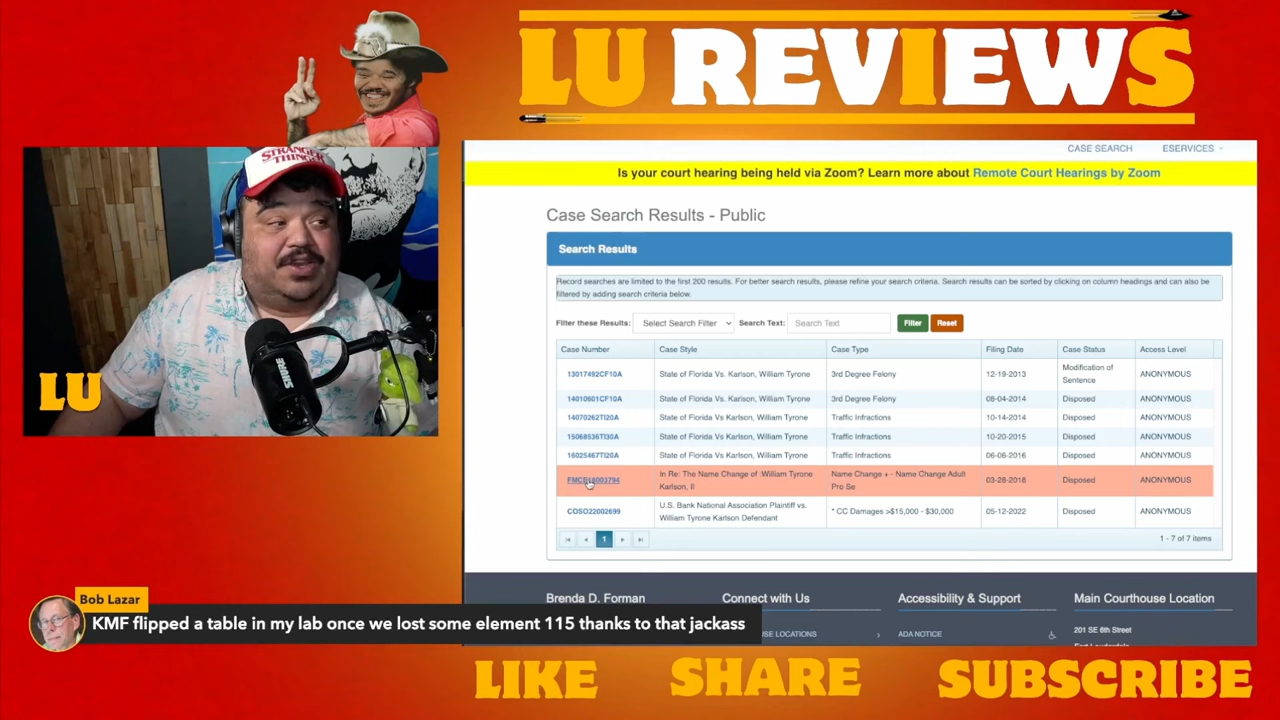 LU REVIEWS
STRANGER
THINGS
SHURE
LU
CASE SEARCH ESERVICES
Is your court hearing being held via Zoom? Learn more about Remote Court Hearings by Zoom
Case Search Results - Public
Search Results
Record searches are limited to the first 200 results. For better search results, please refine your search criteria. Search results can be sorted by clicking on column headings and can also be
filtered by adding search criteria below.
Filter these Results: Select Search Filter Search Text: Search Text Filter Reset
Case Number Case Style Case Type Filing Date Case Status Access Level
13017492CF10A State of Florida Vs. Karlson, William Tyrone 3rd Degree Felony 12-19-2013 Modification of
Sentence ANONYMOUS
14010601CF10A State of Florida Vs. Karlson, William Tyrone 3rd Degree Felony 08-04-2014 Disposed ANONYMOUS
14070262TI20A State of Florida Vs. Karlson, William Tyrone Traffic Infractions 10-14-2014 Disposed ANONYMOUS
15068536TI30A State of Florida Vs Karlson, William Tyrone Traffic Infractions 10-20-2015 Disposed ANONYMOUS
16025467TI20A State of Florida Vs. Karlson, William Tyrone Traffic Infractions 06-06-2016 Disposed ANONYMOUS
In Re: The Name Change of William Tyrone Name Change + - Name Change Adult 03-28-2018 Disposed ANONYMOUS
Karlson, II Pro Se
U.S. Bank National Association Plaintiff vs.
COSO22002699 William Tyrone Karlson Defendant * CC Damages >$15,000 - $30,000 05-12-2022 Disposed ANONYMOUS
1 1 - 7 of 7 items
Brenda D. Forman Connect with Us Accessibility & Support Main Courthouse Location
SE LOCATIONS ADA NOTICE 201 SE 6th Street
Bob Lazar
KMF flipped a table in my lab once we lost some element 115 thanks to that jackass
LIKE SHARE SUBSCRIBE